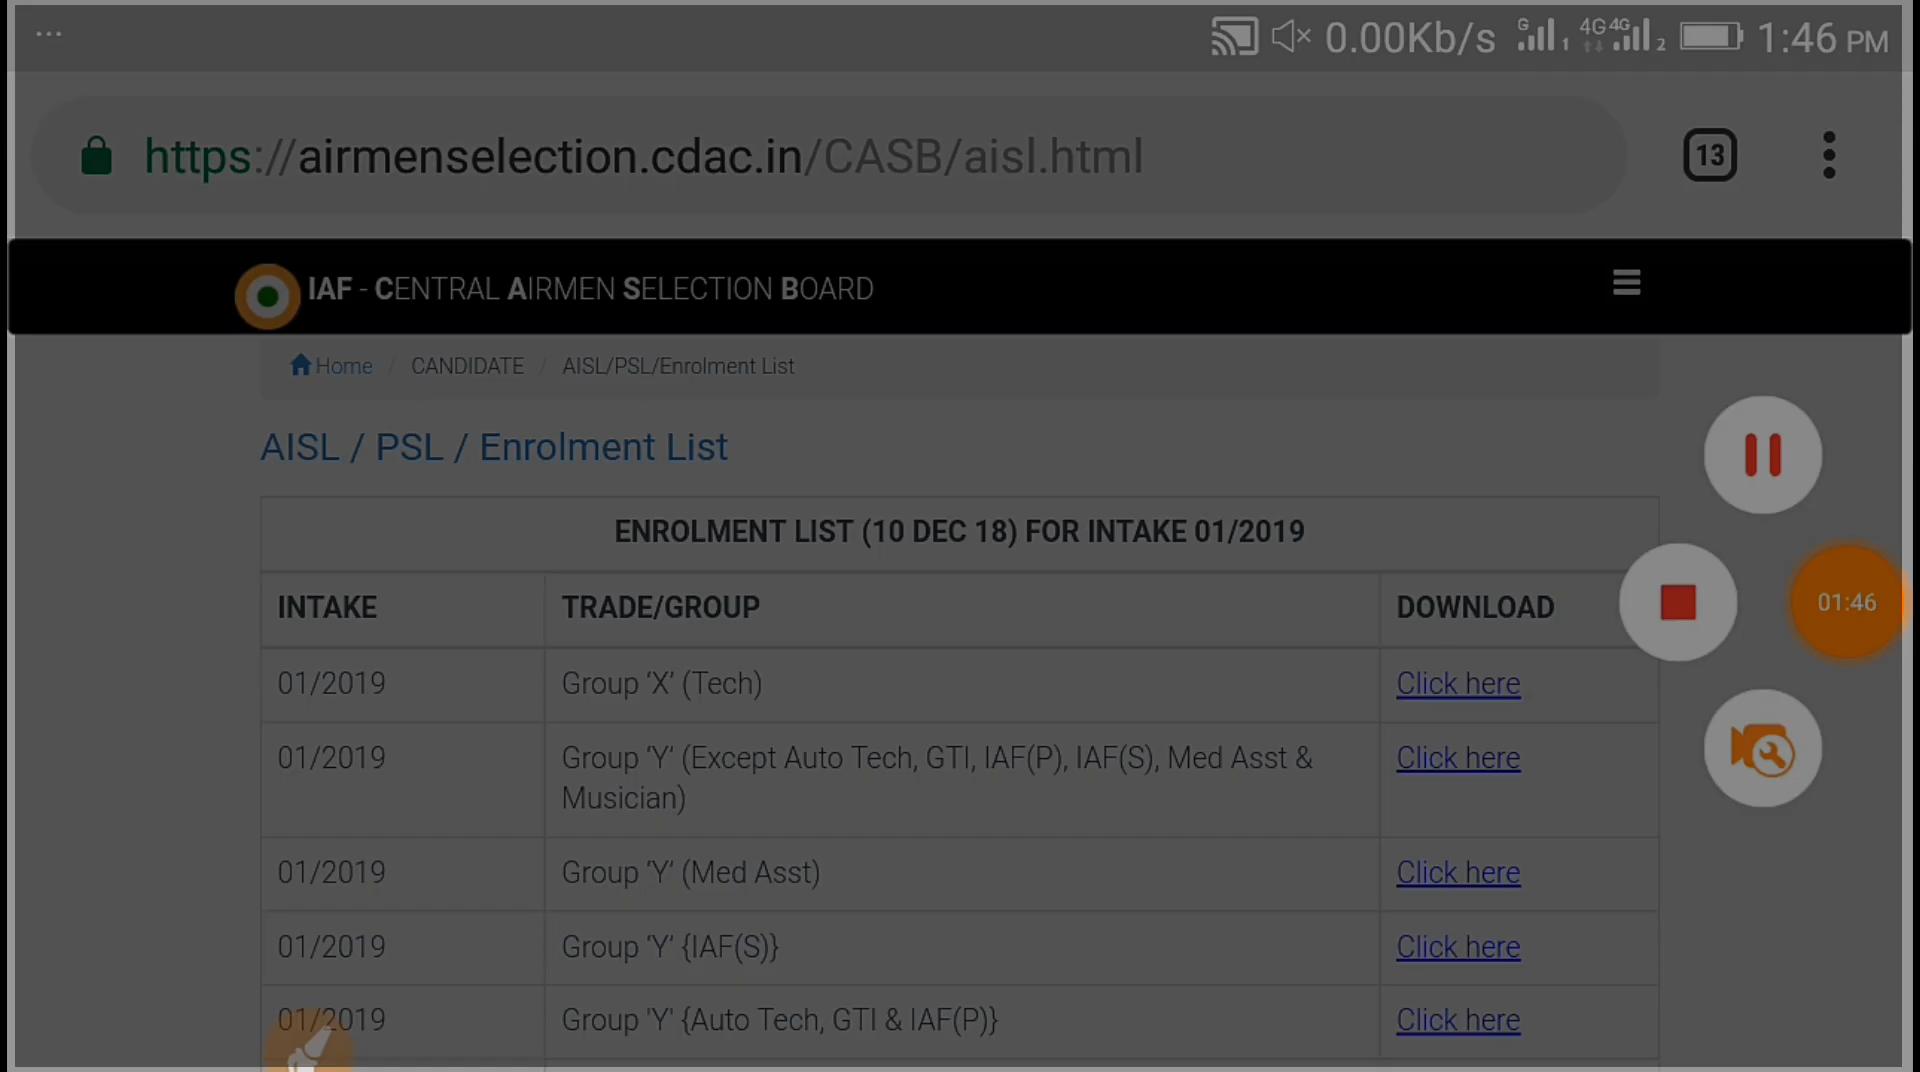 ... 0.00Kb/s G 1 4G 4G 2 1:46 PM
https://airmenselection.cdac.in/CASB/aisl.html 13
IAF - CENTRAL AIRMEN SELECTION BOARD
Home / CANDIDATE / AISL/PSL/Enrolment List
AISL / PSL / Enrolment List
ENROLMENT LIST (10 DEC 18) FOR INTAKE 01/2019
INTAKE TRADE/GROUP DOWNLOAD
01:46
01/2019 Group ‘X’ (Tech) Click here
01/2019 Group ‘Y’ (Except Auto Tech, GTI, IAF(P), IAF(S), Med Asst & Click here
Musician)
01/2019 Group ‘Y’ (Med Asst) Click here
01/2019 Group ‘Y’ {IAF(S)} Click here
01/2019 Group 'Y' {Auto Tech, GTI & IAF(P)} Click here